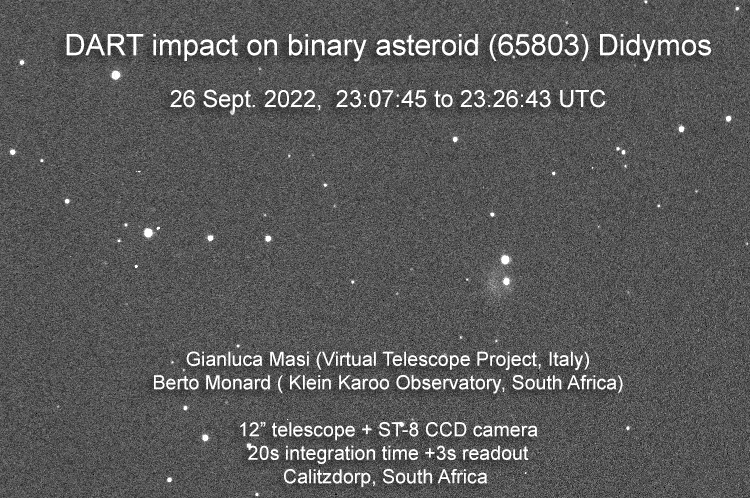 DART impact on binary asteroid (65803) Didymos
26 Sept. 2022,  23:07:45 to 23:26:43 UTC
Gianluca Masi (Virtual Telescope Project, Italy)
Berto Monard ( Klein Karoo Observatory, South Africa)
12” telescope + ST-8 CCD camera
20s integration time +3s readout
Calitzdorp, South Africa